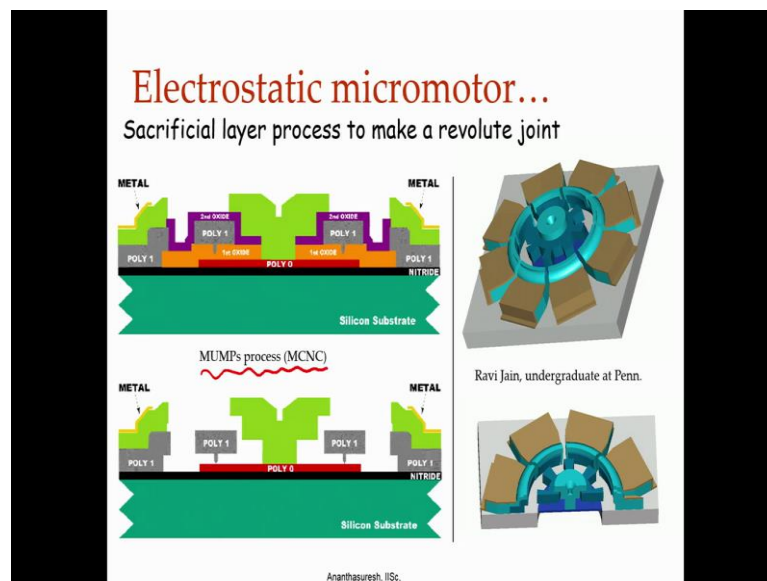 Electrostatic micromotor...
Sacrificial layer process to make a revolute joint
METAL
METAL
2nd OXIDE
2nd OXIDE
POLY 1
POLY 1
POLY 1
1st OXIDE
1st OXIDE
POLY 1
POLY 0
NITRIDE
Silicon Substrate
MUMPs process (MCNC)
Ravi Jain, undergraduate at Penn.
METAL
METAL
POLY 1
POLY 1
POLY 1
POLY 1
POLY 0
NITRIDE
Silicon Substrate
Ananthasuresh, IISc.